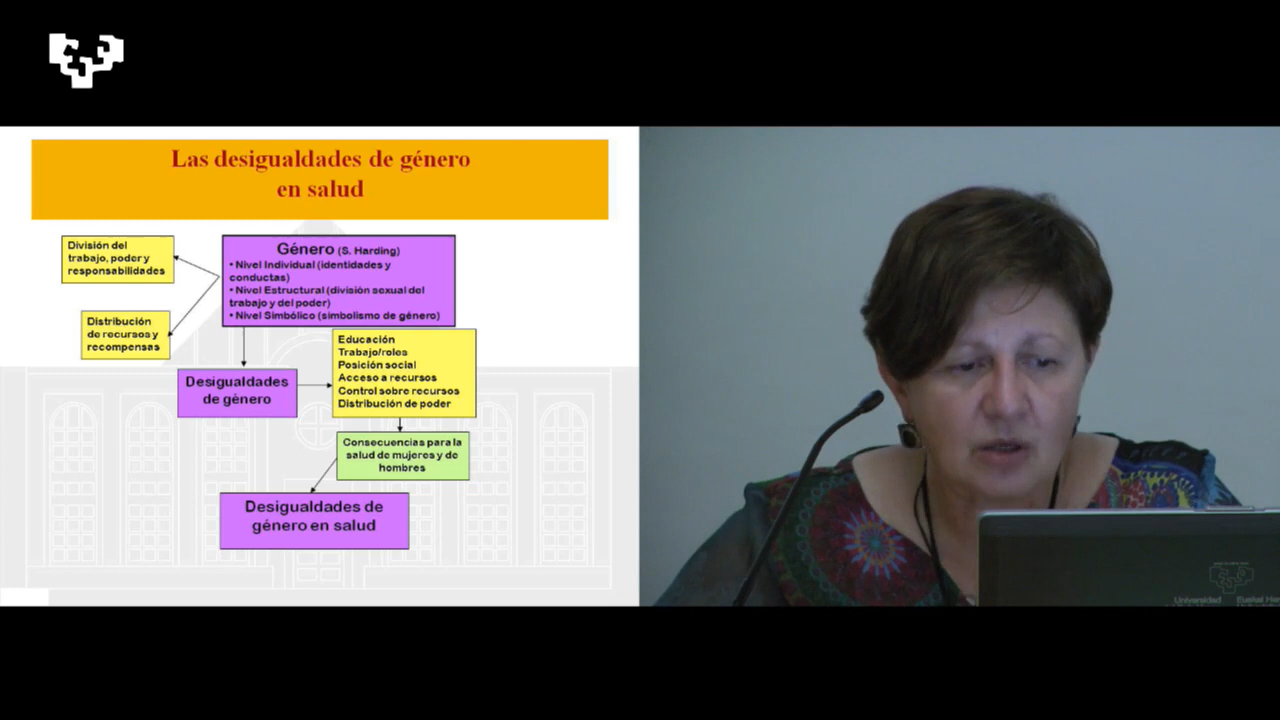 Las desigualdades de género
en salud
División del
trabajo, poder y
responsabilidades
Género (S. Harding)
• Nivel Individual (identidades y
conductas)
• Nivel Estructural (división sexual del
trabajo y del poder)
• Nivel Simbólico (simbolismo de género)
Distribución
de recursos y
recompensas
Educación
Trabajo/roles
Posición social
Acceso a recursos
Control sobre recursos
Distribución de poder
Desigualdades
de género
Consecuencias para la
salud de mujeres y de
hombres
Desigualdades de
género en salud
Universidad Euskal